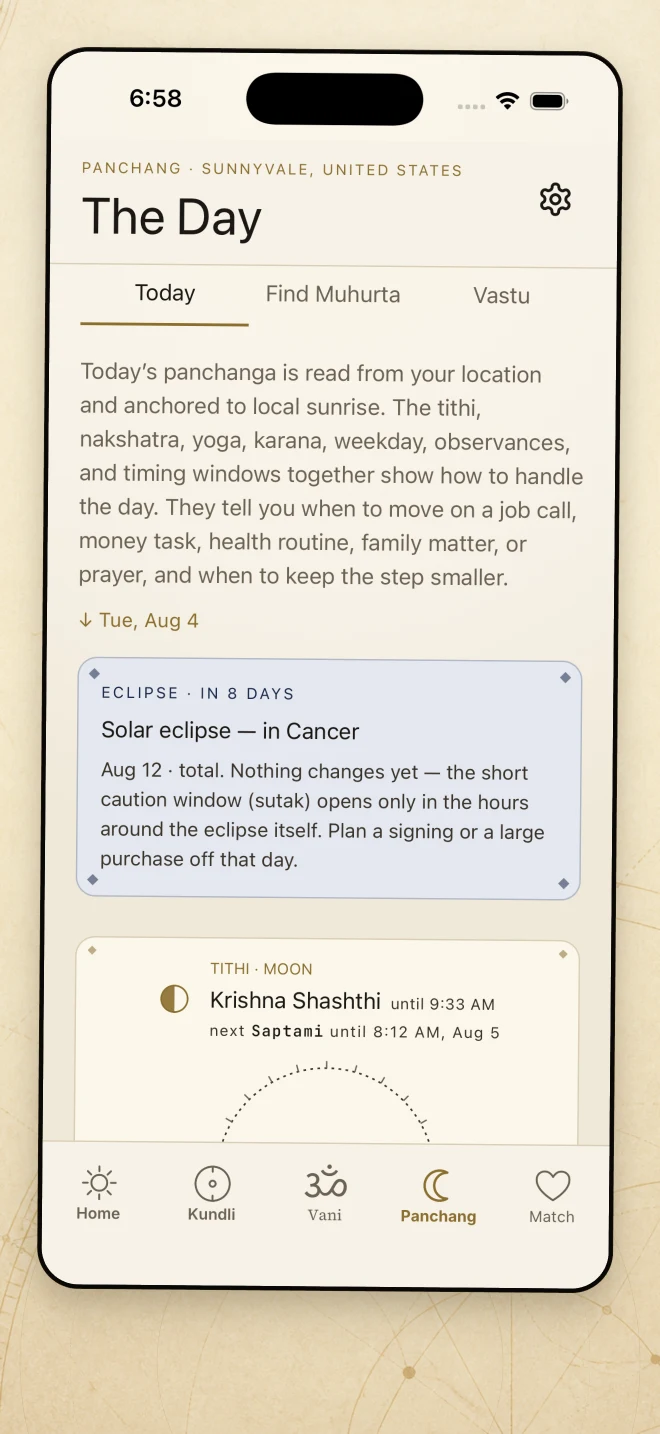 6:58
PANCHANG · SUNNYVALE, UNITED STATES
The Day
Today
Find Muhurta
Vastu
Today’s panchanga is read from your location
and anchored to local sunrise. The tithi,
nakshatra, yoga, karana, weekday, observances,
and timing windows together show how to handle
the day. They tell you when to move on a job call,
money task, health routine, family matter, or
prayer, and when to keep the step smaller.
↓ Tue, Aug 4
ECLIPSE · IN 8 DAYS
Solar eclipse — in Cancer
Aug 12 · total. Nothing changes yet — the short
caution window (sutak) opens only in the hours
around the eclipse itself. Plan a signing or a large
purchase off that day.
TITHI · MOON
Krishna Shashthi until 9:33 AM
next Saptami until 8:12 AM, Aug 5
ॐ
Home
Kundli
Vani
Panchang
Match